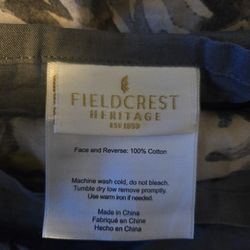 FIELDCREST
HERITAGE
EST 1893
Face and Reverse: 100% Cotton
Machine wash cold, do not bleach.
Tumble dry low remove promptly.
Use warm iron if needed.
Made in China
Fabriqué en Chine
Hecho en China